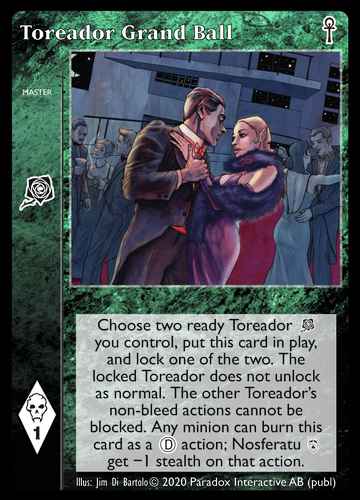 Toreador Grand Ball
MASTER
Choose two ready Toreador
you control, put this card in play,
and lock one of the two. The
locked Toreador does not unlock
as normal. The other Toreador's
non-bleed actions cannot be
blocked. Any minion can burn this
card as a D action; Nosferatu
get −1 stealth on that action.
1
Illus: Jim Di Bartolo © 2020 Paradox Interactive AB (publ)